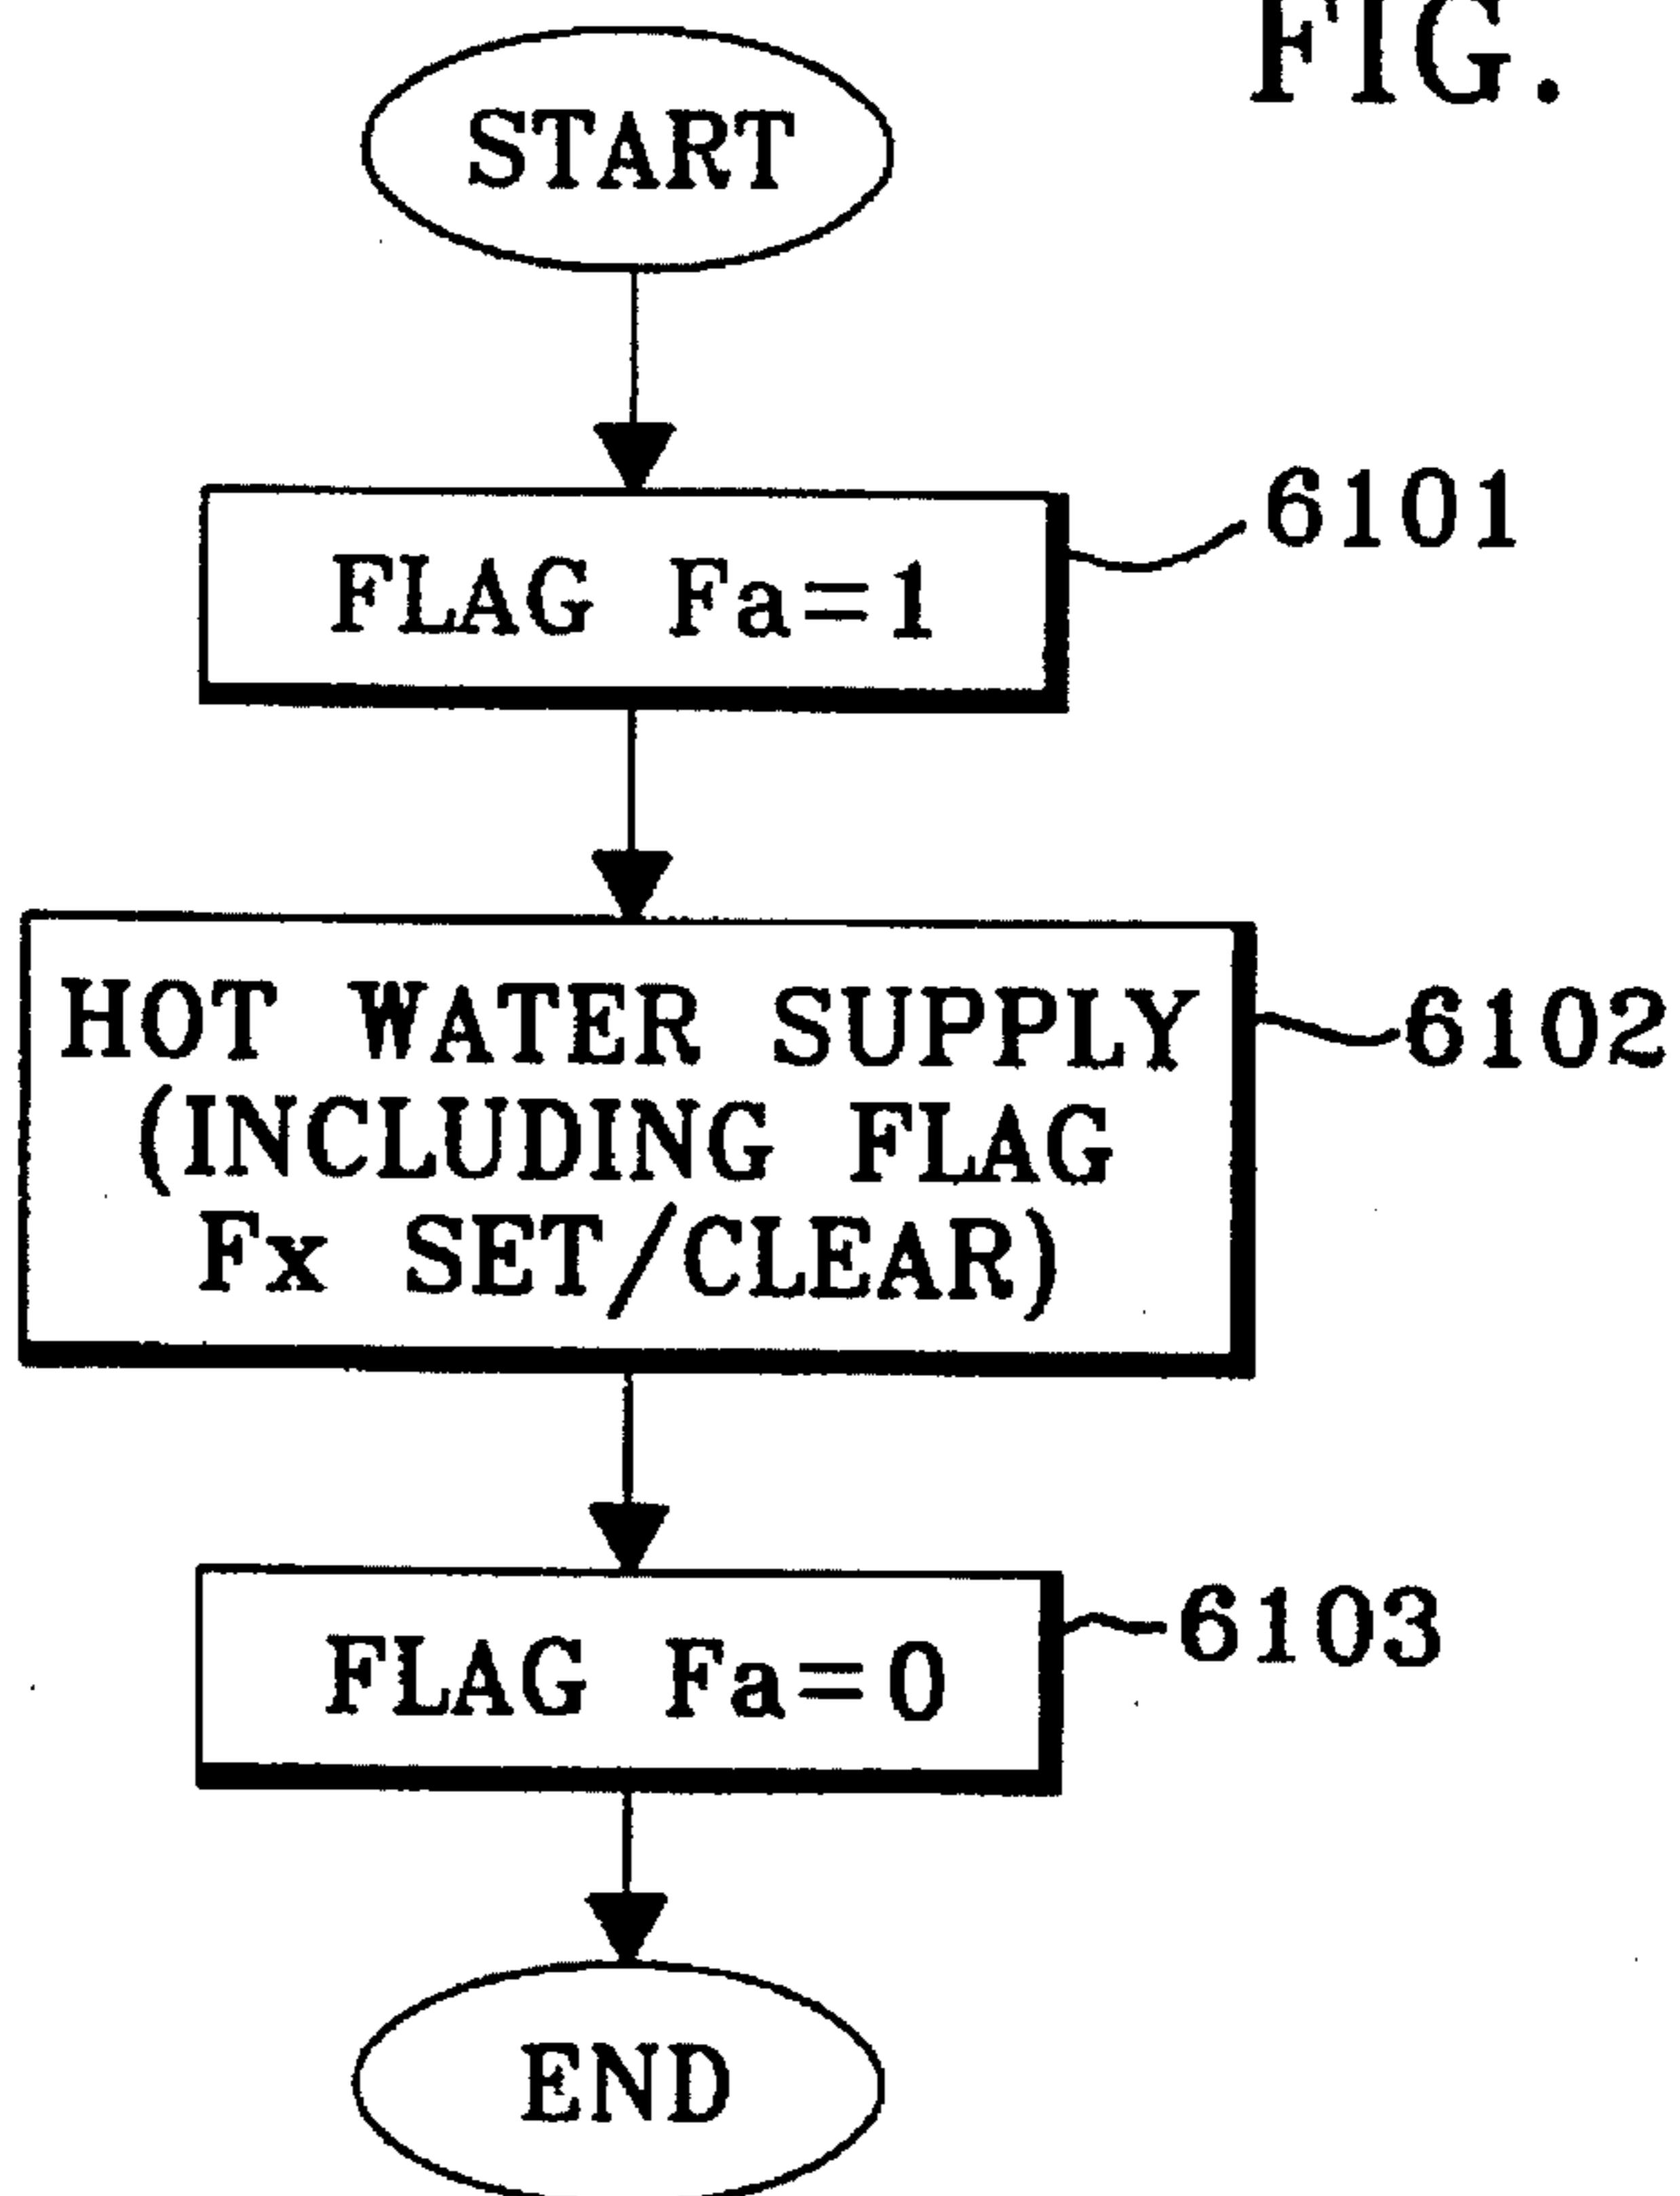 FIG.
START
FLAG Fa=1
6101
HOT WATER SUPPLY
6102
(INCLUDING FLAG
Fx SET/CLEAR)
FLAG Fa=0
6103
END